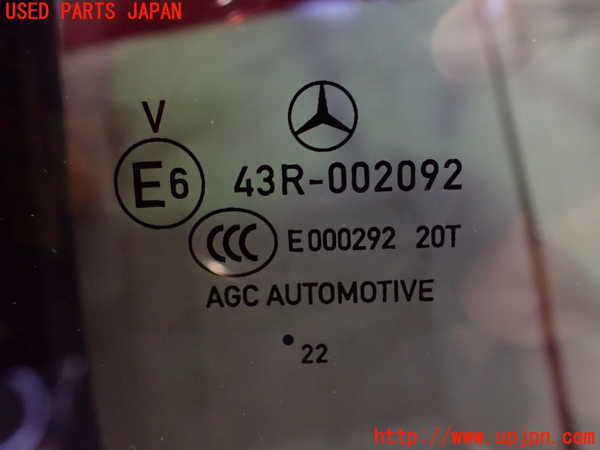 USED PARTS JAPAN
V
E6 43R-002092
CCC E000292 20T
AGC AUTOMOTIVE
•22
http://www.upjpn.com/